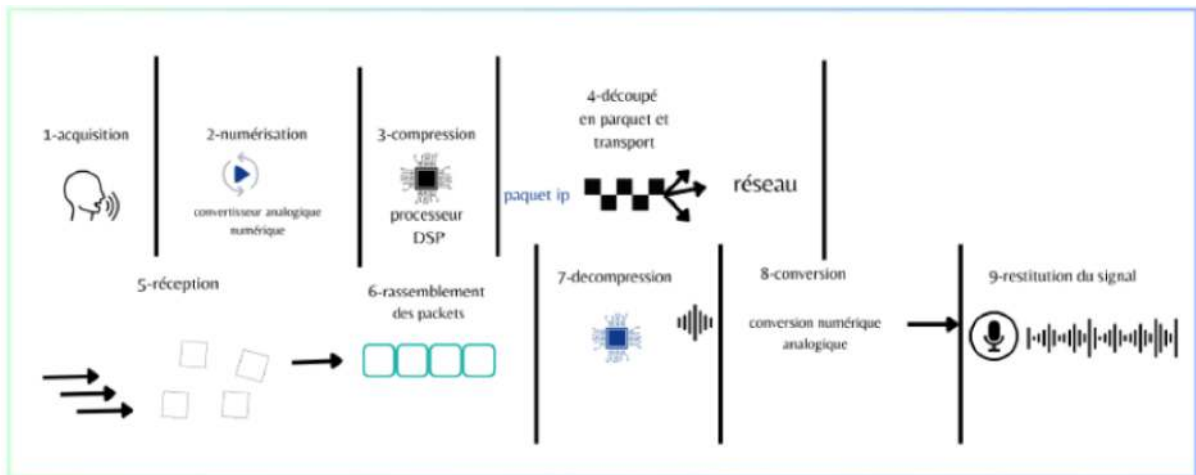 1-acquisition
2-numérisation
convertisseur analogique
numérique
3-compression
processeur
DSP
4-découpé
en parquet et
transport
paquet ip
réseau
5-réception
6-rassemblement
des packets
7-decompression
8-conversion
conversion numérique
analogique
9-restitution du signal